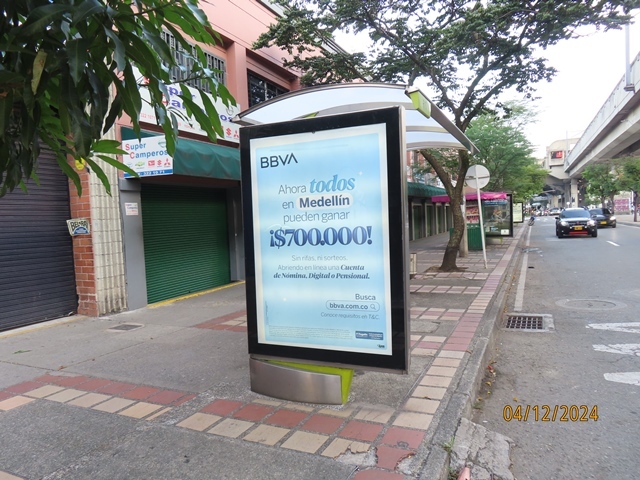 Super
Camperos
BBVA
Ahora todos
en Medellín
pueden ganar
¡$700.000!
Sin rifas, ni sorteos.
Abriendo en línea una Cuenta
de Nómina, Digital o Pensional.
Busca
bbva.com.co
04/12/2024